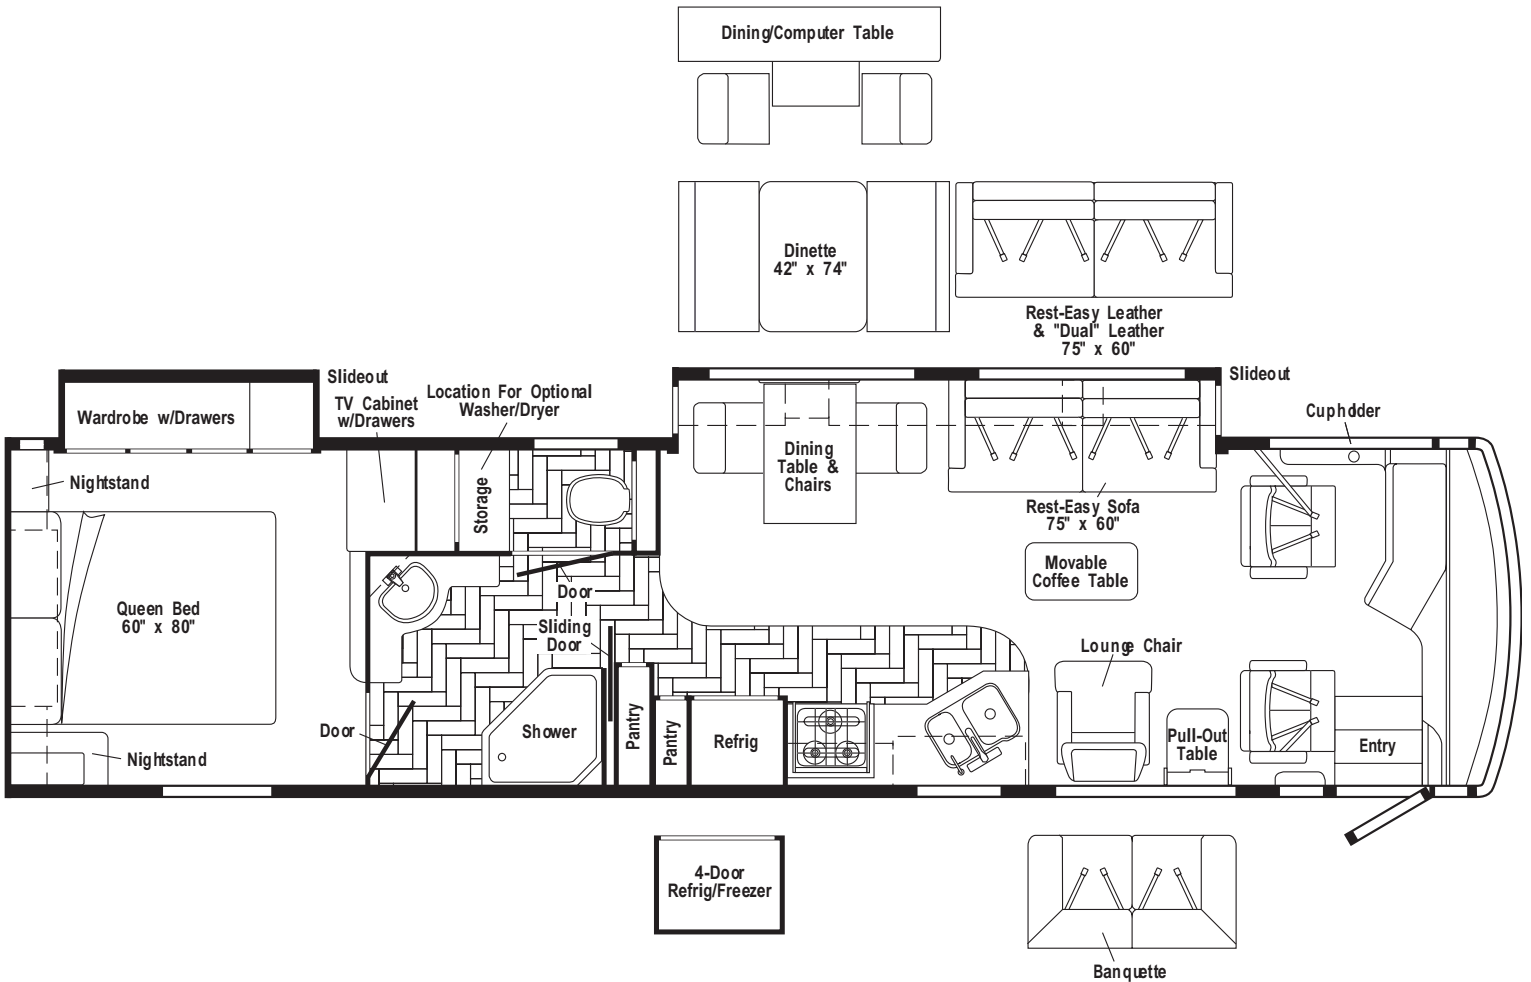 Dining/Computer Table
Dinette
42" x 74"
Rest-Easy Leather
& "Dual" Leather
75" x 60"
Slideout
Slideout
TV Cabinet
w/Drawers
Location For Optional
Washer/Dryer
Wardrobe w/Drawers
Cupholder
Nightstand
Storage
Dining
Table &
Chairs
Rest-Easy Sofa
75" x 60"
Movable
Coffee Table
Queen Bed
60" x 80"
Door
Sliding
Door
Lounge Chair
Door
Shower
Pantry
Pantry
Refrig
Pull-Out
Table
Entry
Nightstand
4-Door
Refrig/Freezer
Banquette